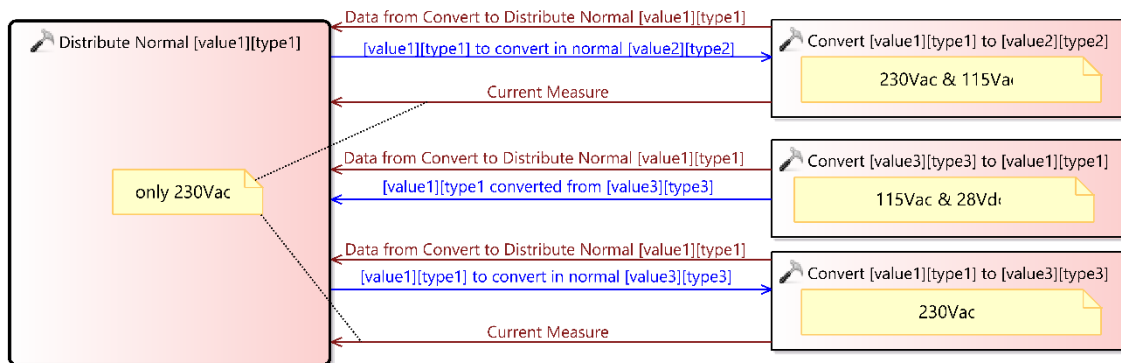 Distribute Normal [value1][type1]
only 230Vac
Data from Convert to Distribute Normal [value1][type1]
[value1][type1] to convert in normal [value2][type2]
Current Measure
Convert [value1][type1] to [value2][type2]
230Vac & 115Vac
Data from Convert to Distribute Normal [value1][type1]
[value1][type1 converted from [value3][type3]
Convert [value3][type3] to [value1][type1]
115Vac & 28Vdc
Data from Convert to Distribute Normal [value1][type1]
[value1][type1] to convert in normal [value3][type3]
Current Measure
Convert [value1][type1] to [value3][type3]
230Vac